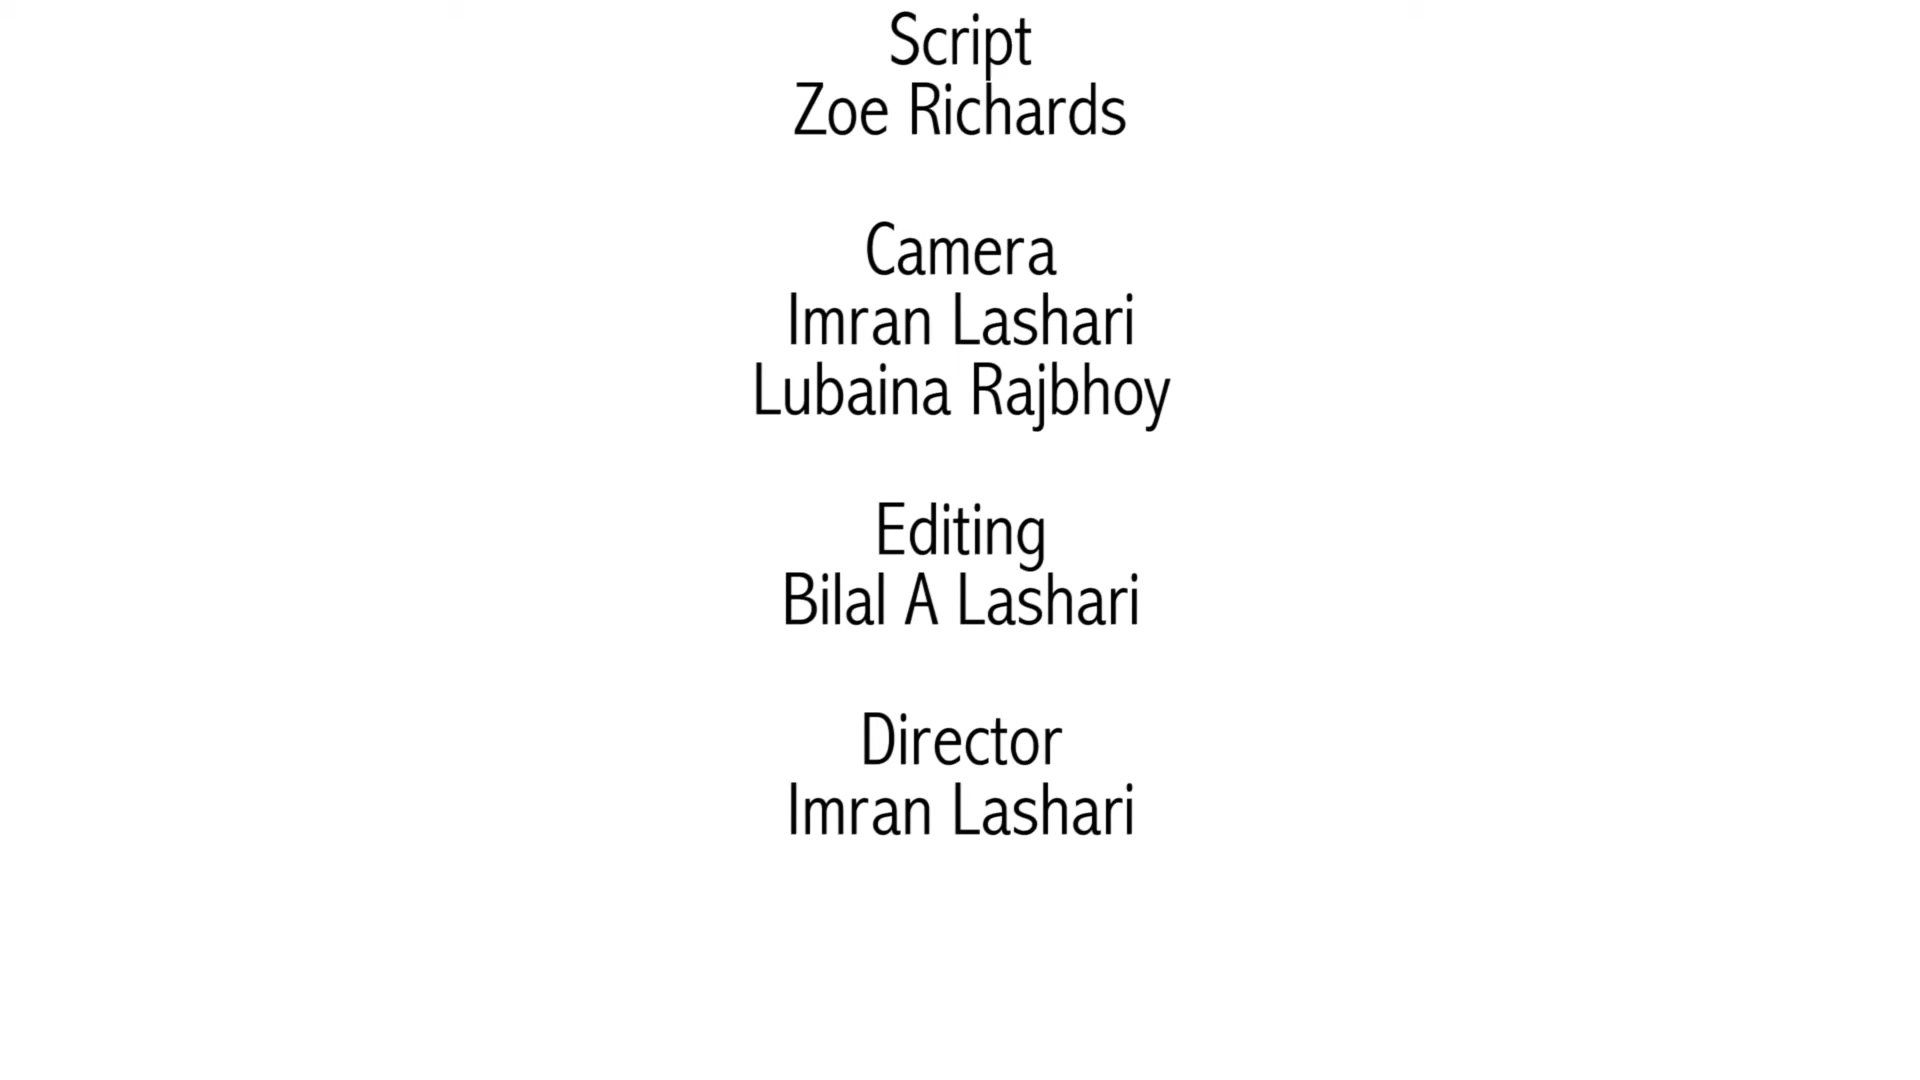 Script
Zoe Richards
Camera
Imran Lashari
Lubaina Rajbhoy
Editing
Bilal A Lashari
Director
Imran Lashari